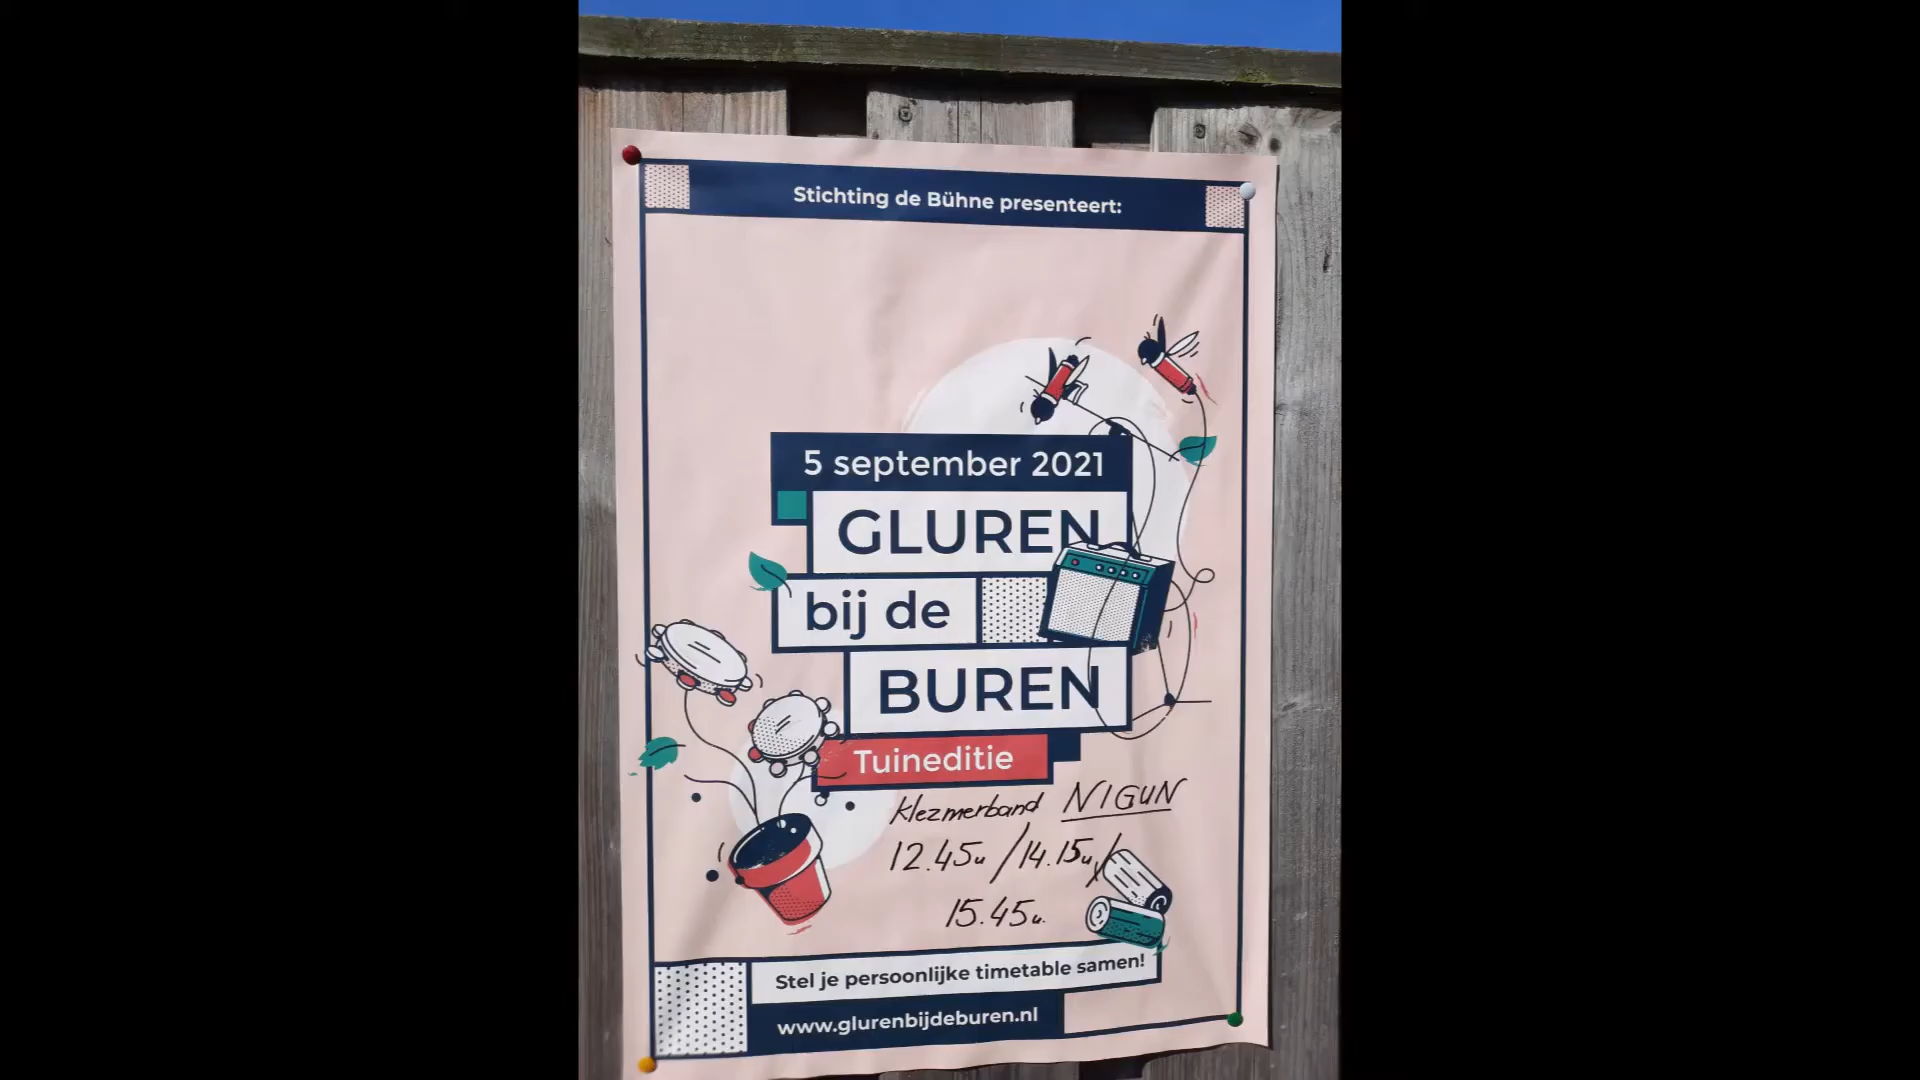 Stichting de Bühne presenteert:
5 september 2021
GLUREN
bij de
BUREN
Tuineditie
Klezmerband NIGUN
12.45u /14.15u/
15.45u.
Stel je persoonlijke timetable samen!
www.glurenbijdeburen.nl